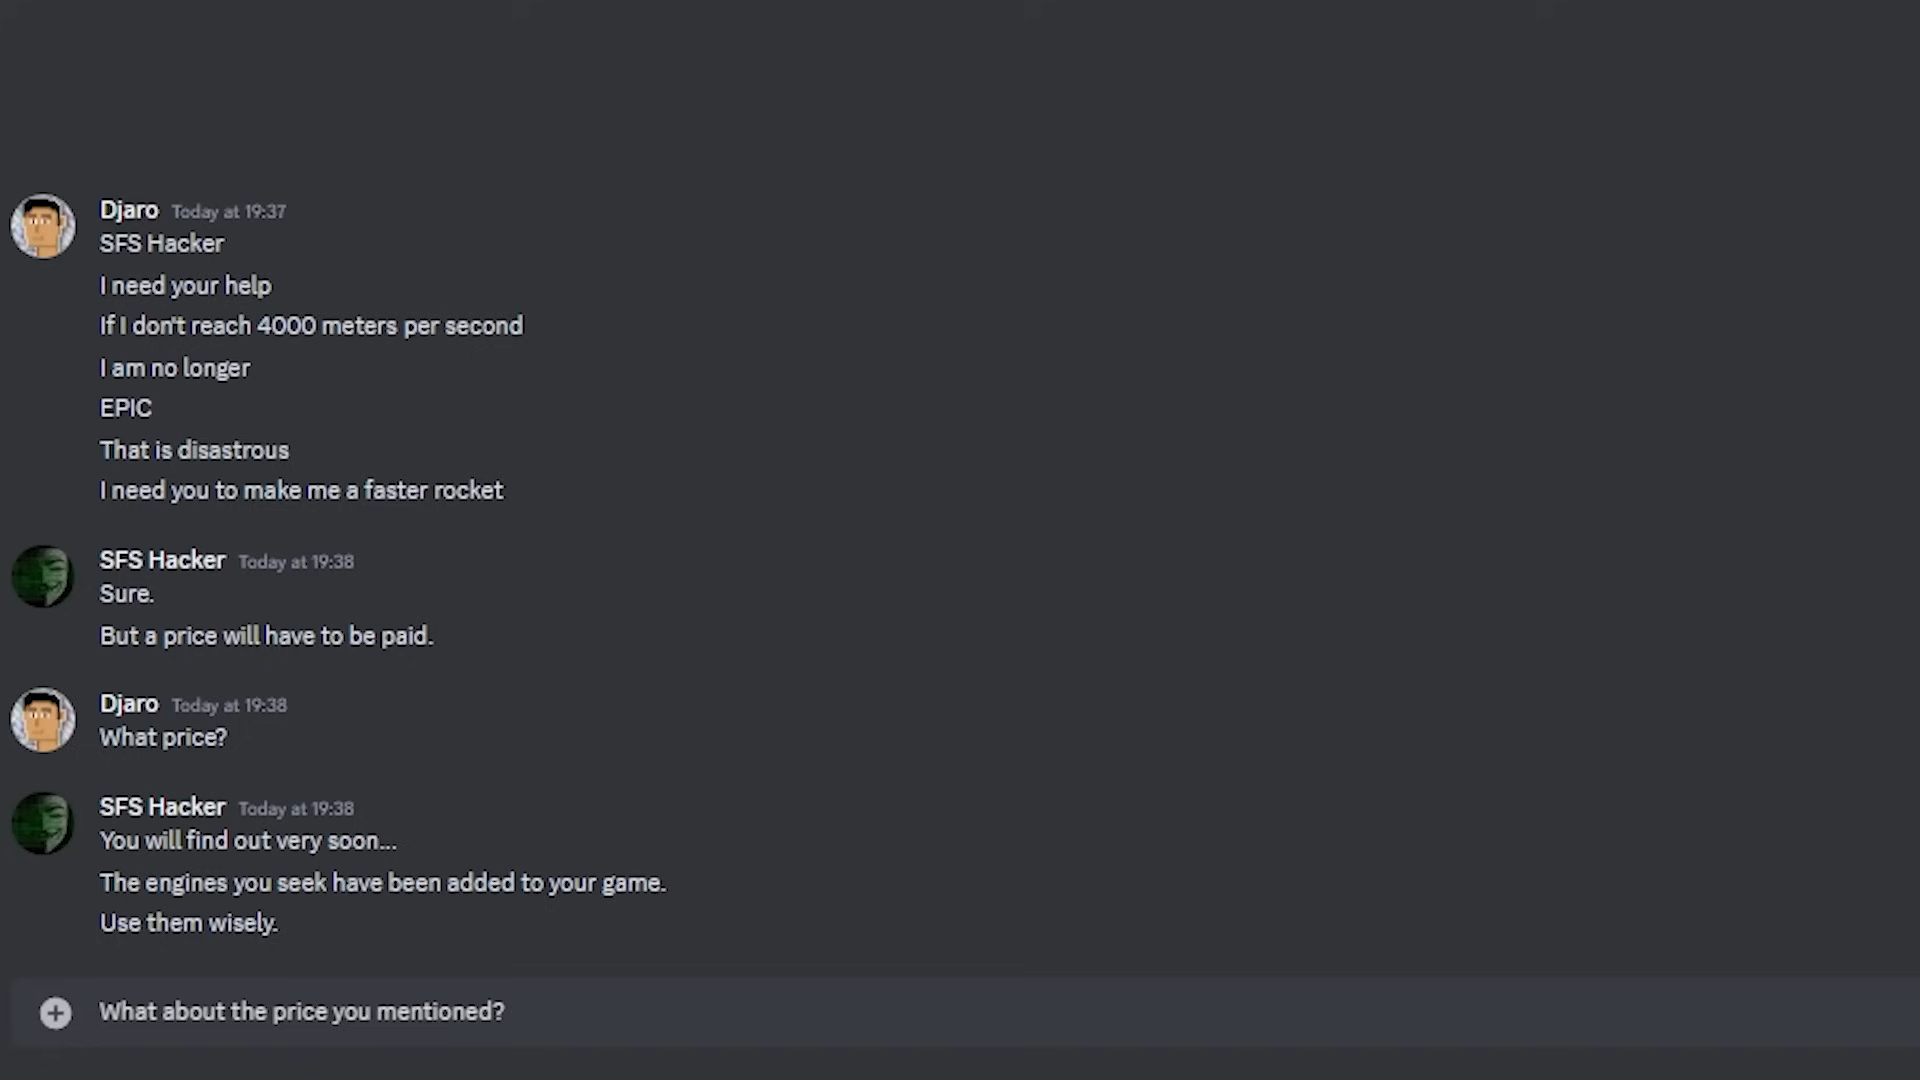 Djaro Today at 19:37
SFS Hacker
I need your help
If I don't reach 4000 meters per second
I am no longer
EPIC
That is disastrous
I need you to make me a faster rocket
SFS Hacker Today at 19:38
Sure.
But a price will have to be paid.
Djaro Today at 19:38
What price?
SFS Hacker Today at 19:38
You will find out very soon...
The engines you seek have been added to your game.
Use them wisely.
What about the price you mentioned?